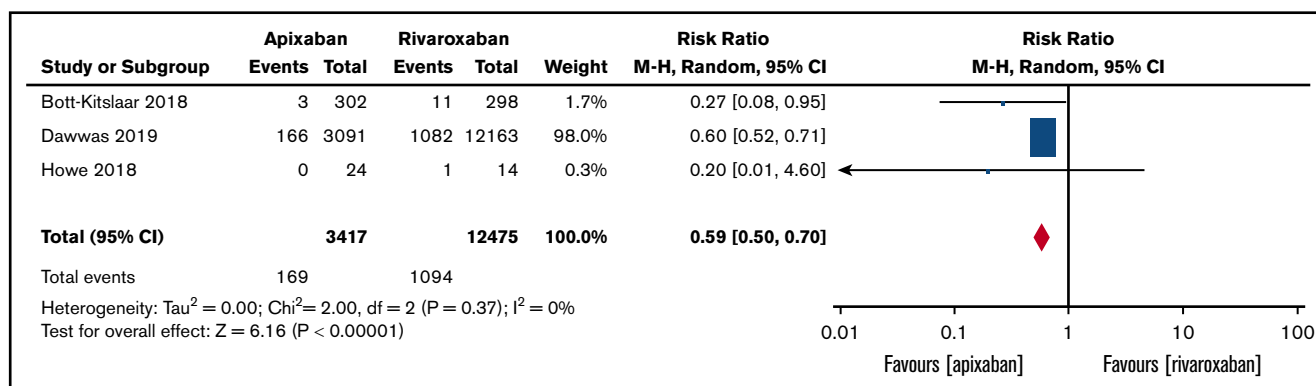 Apixaban Rivaroxaban Risk Ratio Risk Ratio
Study or Subgroup Events Total Events Total Weight M-H, Random, 95% CI M-H, Random, 95% CI
Bott-Kitslaar 2018 3 302 11 298 1.7% 0.27 [0.08, 0.95]
Dawwas 2019 166 3091 1082 12163 98.0% 0.60 [0.52, 0.71]
Howe 2018 0 24 1 14 0.3% 0.20 [0.01, 4.60]
Total (95% CI) 3417 12475 100.0% 0.59 [0.50, 0.70]
Total events 169 1094
Heterogeneity: Tau² = 0.00; Chi²= 2.00, df = 2 (P = 0.37); I² = 0%
Test for overall effect: Z = 6.16 (P < 0.00001)
0.01 0.1 1 10 100
Favours [apixaban] Favours [rivaroxaban]